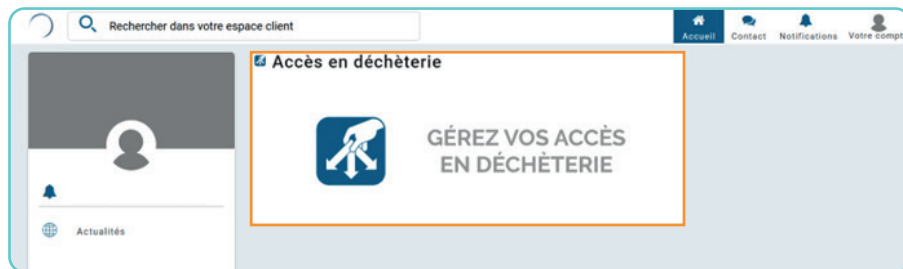 Rechercher dans votre espace client
Accueil
Contact
Notifications
Votre compt
Accès en déchèterie
GÉREZ VOS ACCÈS
EN DÉCHÈTERIE
Actualités